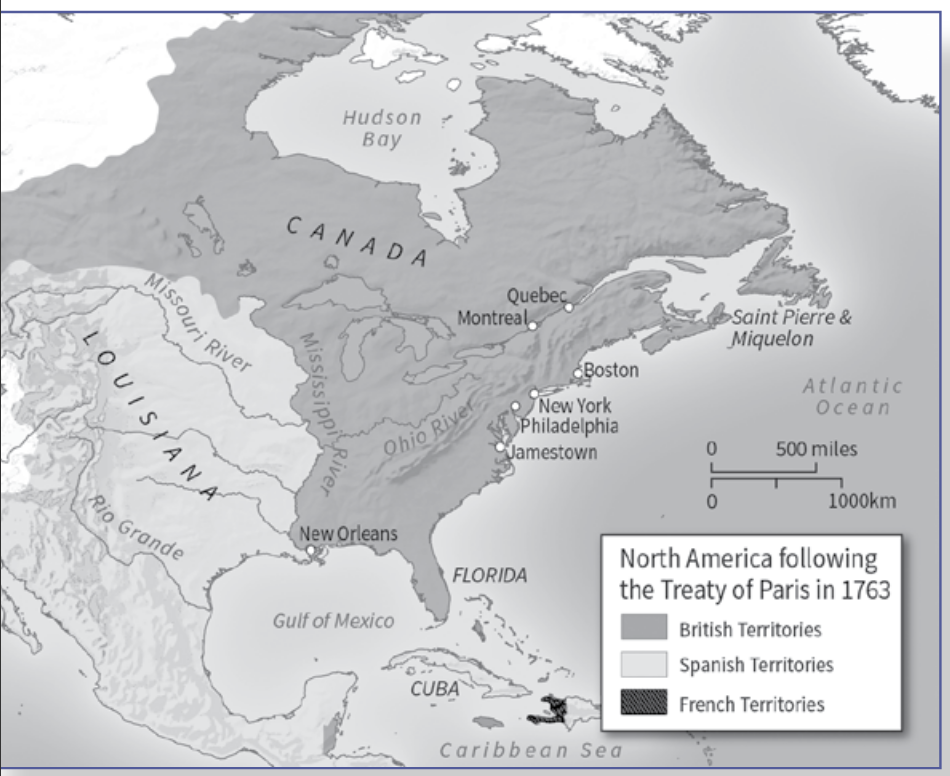 Hudson
Bay
CANADA
Missouri River
Quebec
Montreal
Saint Pierre &
Miquelon
LOUISIANA
Mississippi River
Boston
Atlantic
Ocean
New York
Ohio River
Philadelphia
Jamestown
0 500 miles
0 1000km
Rio Grande
New Orleans
FLORIDA
Gulf of Mexico
CUBA
Caribbean Sea
North America following
the Treaty of Paris in 1763
British Territories
Spanish Territories
French Territories